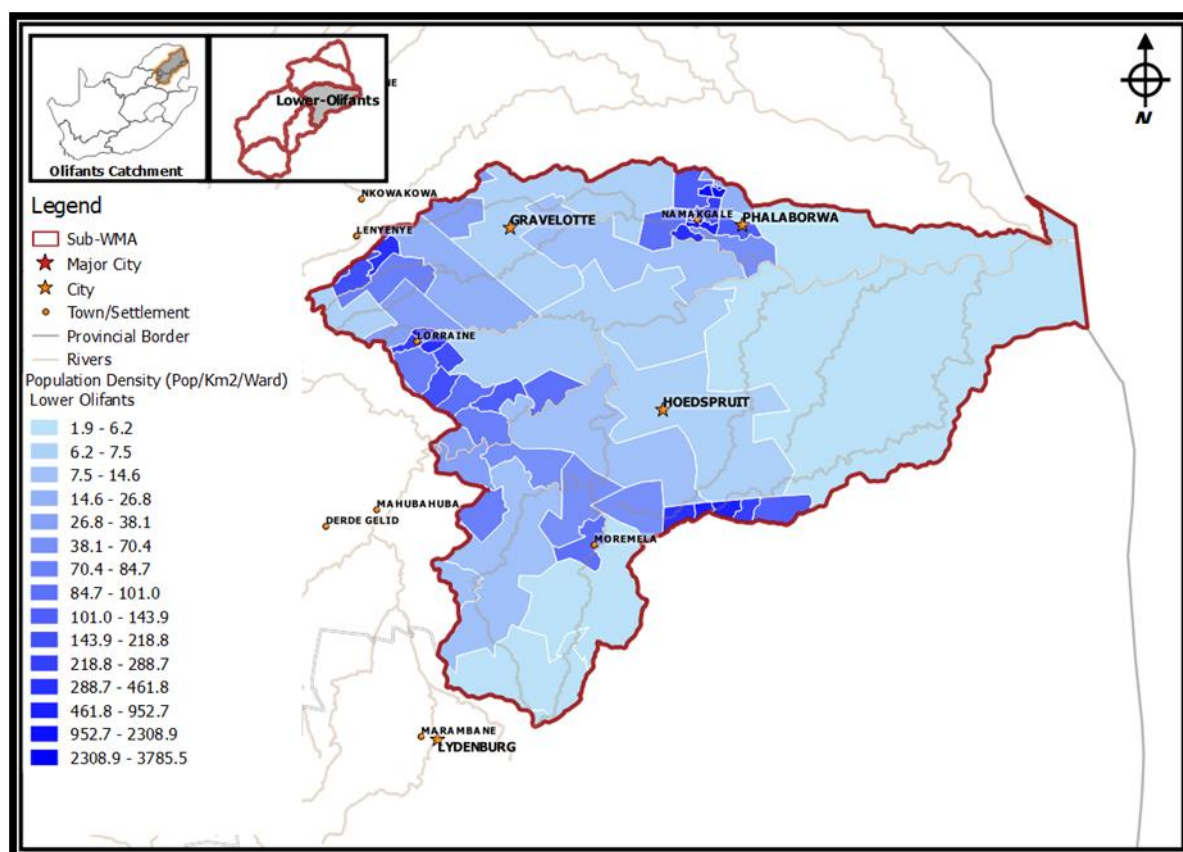 Olifants Catchment
Lower-Olifants
NE
N
Legend
Sub-WMA
Major City
City
Town/Settlement
Provincial Border
Rivers
Population Density (Pop/Km2/Ward)
Lower Olifants
1.9 - 6.2
6.2 - 7.5
7.5 - 14.6
14.6 - 26.8
26.8 - 38.1
38.1 - 70.4
70.4 - 84.7
84.7 - 101.0
101.0 - 143.9
143.9 - 218.8
218.8 - 288.7
288.7 - 461.8
461.8 - 952.7
952.7 - 2308.9
2308.9 - 3785.5
NKOWAKOWA
LENYENYE
GRAVELOTTE
NAMAKGALE
PHALABORWA
LORRAINE
HOEDSPRUIT
MAHUBAHUBA
DERDE GELID
MOREMELA
MARAMBANE
LYDENBURG